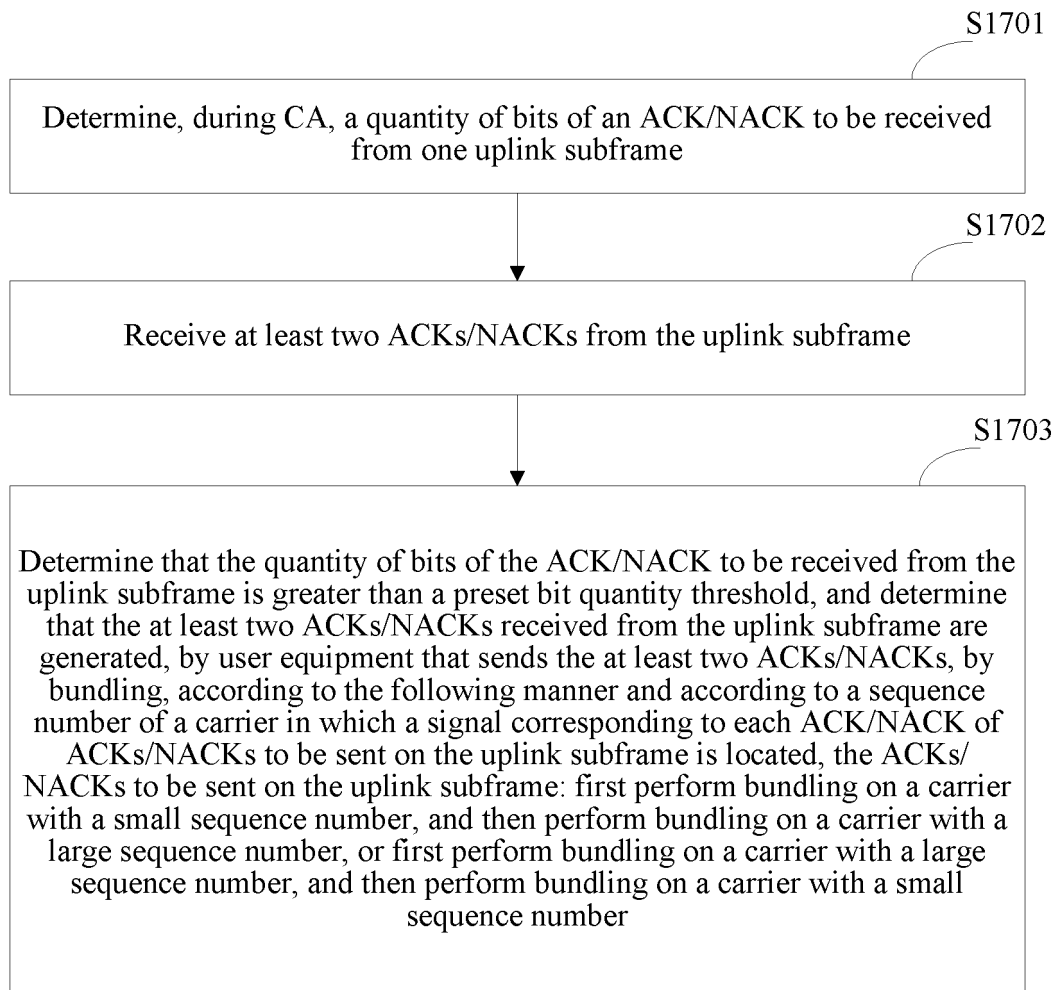 S1701
Determine, during CA, a quantity of bits of an ACK/NACK to be received
from one uplink subframe
S1702
Receive at least two ACKs/NACKs from the uplink subframe
S1703
Determine that the quantity of bits of the ACK/NACK to be received from the
uplink subframe is greater than a preset bit quantity threshold, and determine
that the at least two ACKs/NACKs received from the uplink subframe are
generated, by user equipment that sends the at least two ACKs/NACKs, by
bundling, according to the following manner and according to a sequence
number of a carrier in which a signal corresponding to each ACK/NACK of
ACKs/NACKs to be sent on the uplink subframe is located, the ACKs/
NACKs to be sent on the uplink subframe: first perform bundling on a carrier
with a small sequence number, and then perform bundling on a carrier with a
large sequence number, or first perform bundling on a carrier with a large
sequence number, and then perform bundling on a carrier with a small
sequence number